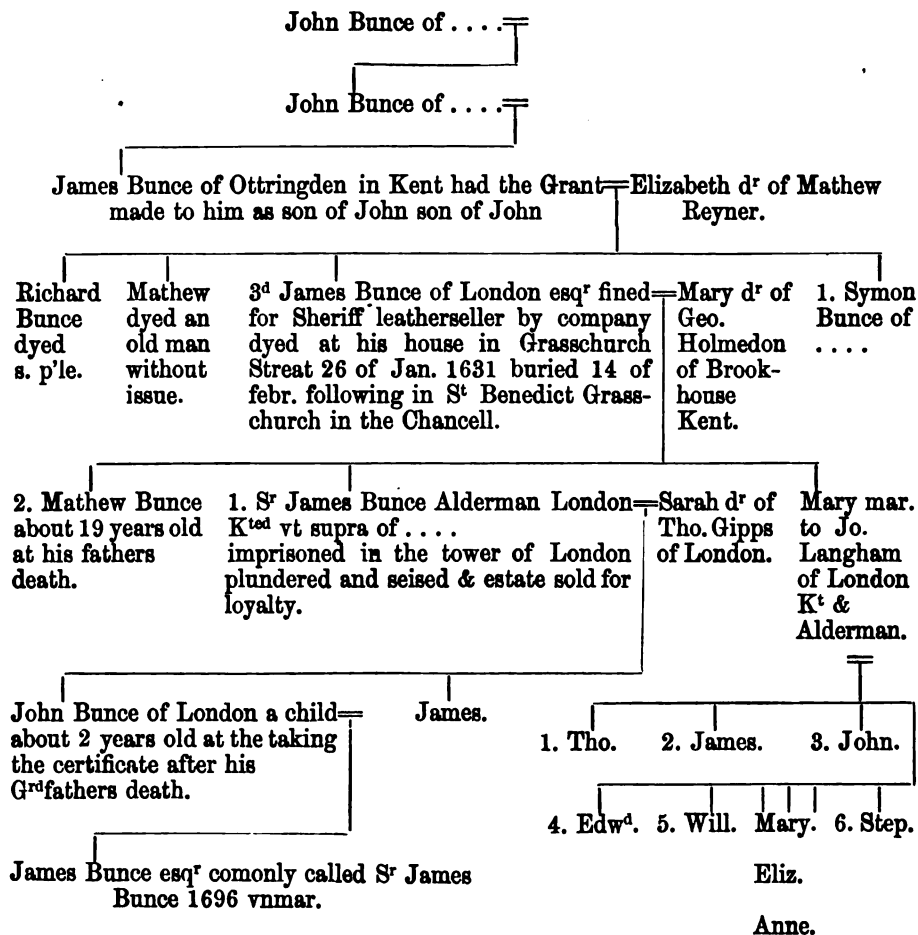 John Bunce of . . . .
John Bunce of . . . .
James Bunce of Ottringden in Kent had the Grant
made to him as son of John son of John
Elizabeth dʳ of Mathew
Reyner.
Richard
Bunce
dyed
s. p'le.
Mathew
dyed an
old man
without
issue.
3ᵈ James Bunce of London esqʳ fined
for Sheriff leatherseller by company
dyed at his house in Grasschurch
Streat 26 of Jan. 1631 buried 14 of
febr. following in Sᵗ Benedict Grass-
church in the Chancell.
Mary dʳ of
Geo.
Holmedon
of Brook-
house
Kent.
1. Symon
Bunce of
. . . .
2. Mathew Bunce
about 19 years old
at his fathers
death.
1. Sʳ James Bunce Alderman London
Kᵗᵉᵈ vt supra of . . . .
imprisoned in the tower of London
plundered and seised & estate sold for
loyalty.
Sarah dʳ of
Tho. Gipps
of London.
Mary mar.
to Jo.
Langham
of London
Kᵗ &
Alderman.
John Bunce of London a child
about 2 years old at the taking
the certificate after his
Gʳᵈfathers death.
James.
1. Tho.
2. James.
3. John.
4. Edwᵈ.
5. Will.
Mary.
6. Step.
Eliz.
Anne.
James Bunce esqʳ comonly called Sʳ James
Bunce 1696 vnmar.